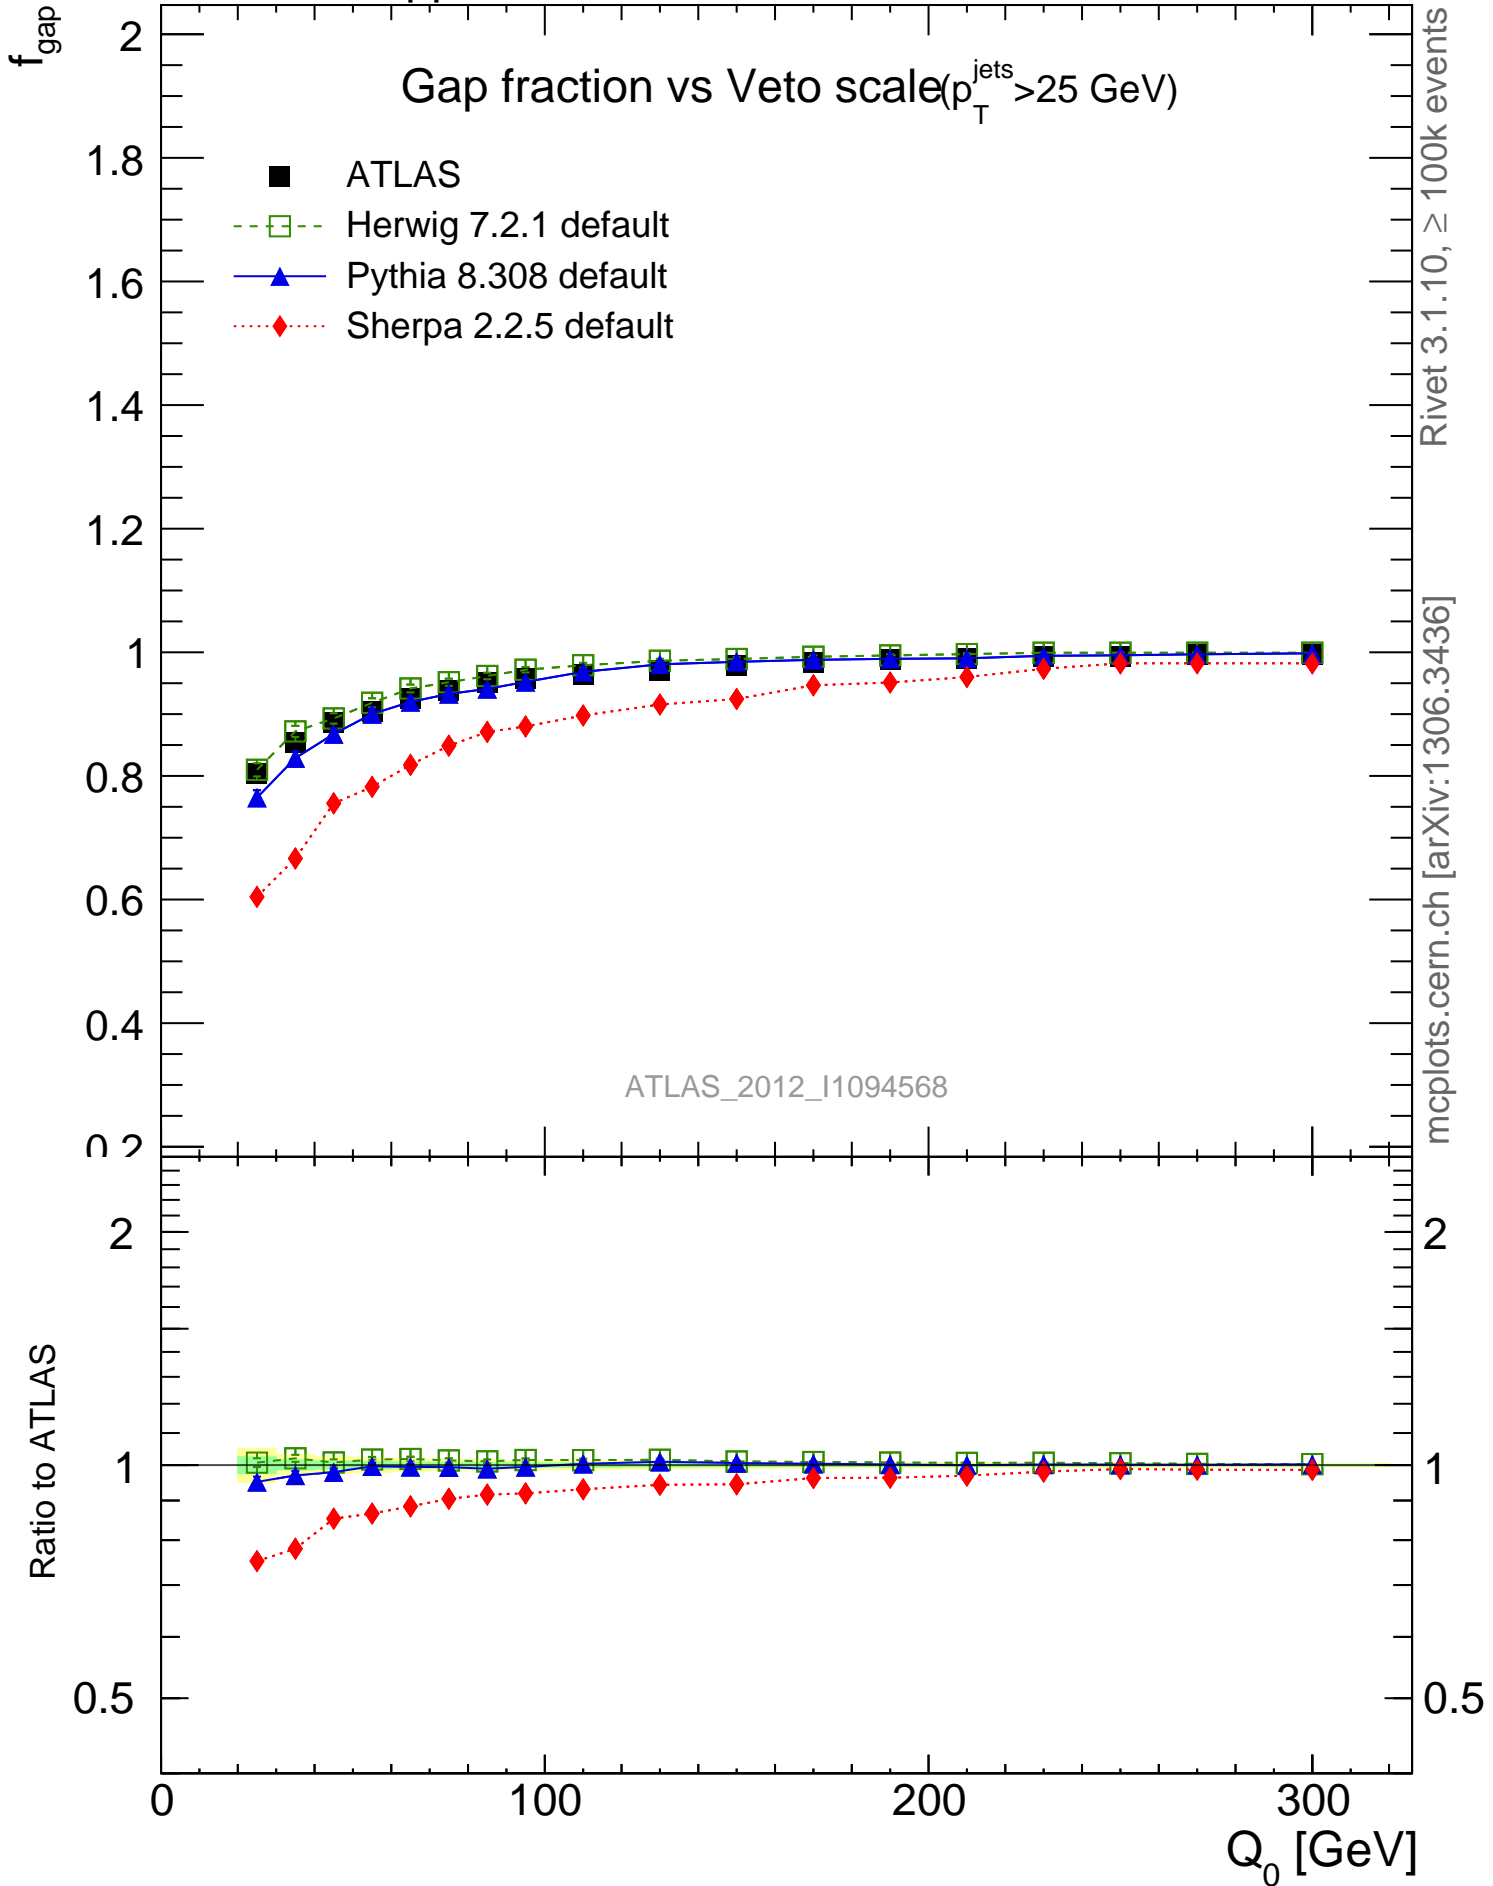 f_gap
Gap fraction vs Veto scale(p_T^jets>25 GeV)
ATLAS
Herwig 7.2.1 default
Pythia 8.308 default
Sherpa 2.2.5 default
2
1.8
1.6
1.4
1.2
1
0.8
0.6
0.4
0.2
ATLAS_2012_I1094568
Rivet 3.1.10, ≥ 100k events
mcplots.cern.ch [arXiv:1306.3436]
Ratio to ATLAS
2
1
0.5
2
1
0.5
0
100
200
300
Q_0 [GeV]